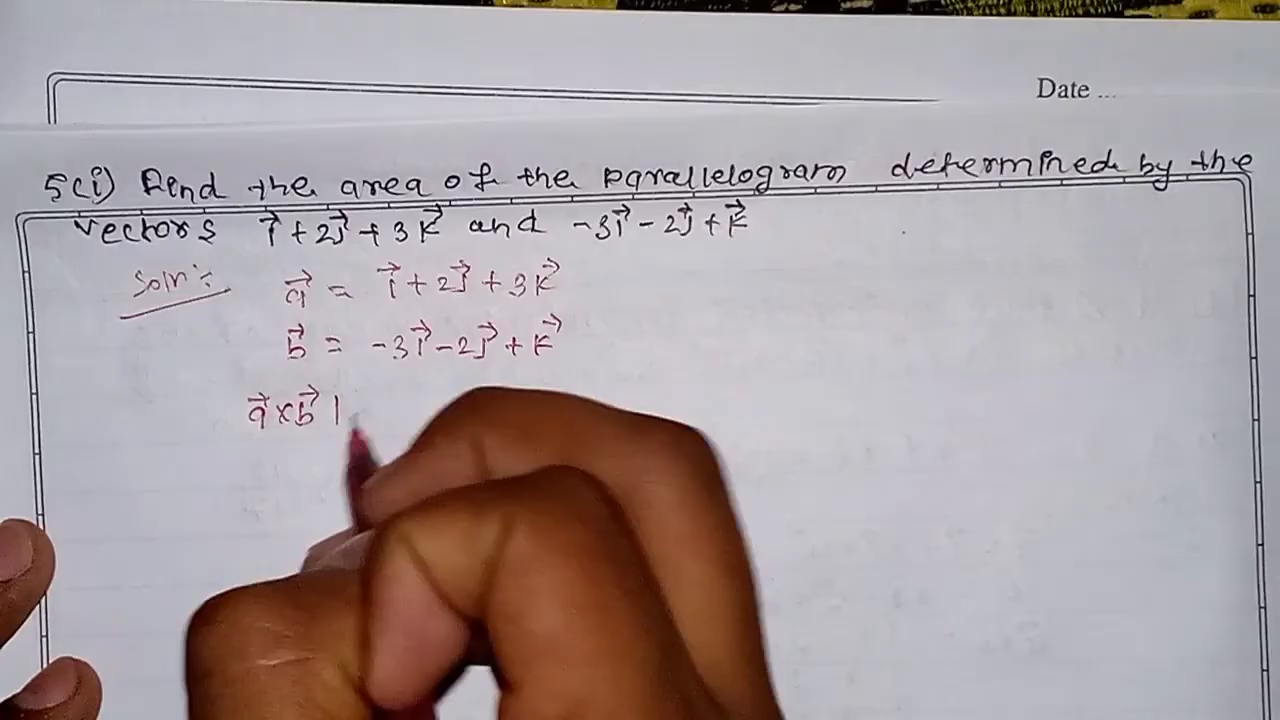 Date ...
5(i) Find the area of the parallelogram determined by the
vectors i⃗ + 2j⃗ + 3k⃗ and -3i⃗ - 2j⃗ + k⃗
Soln:
a⃗ = i⃗ + 2j⃗ + 3k⃗
b⃗ = -3i⃗ - 2j⃗ + k⃗
a⃗ × b⃗ |